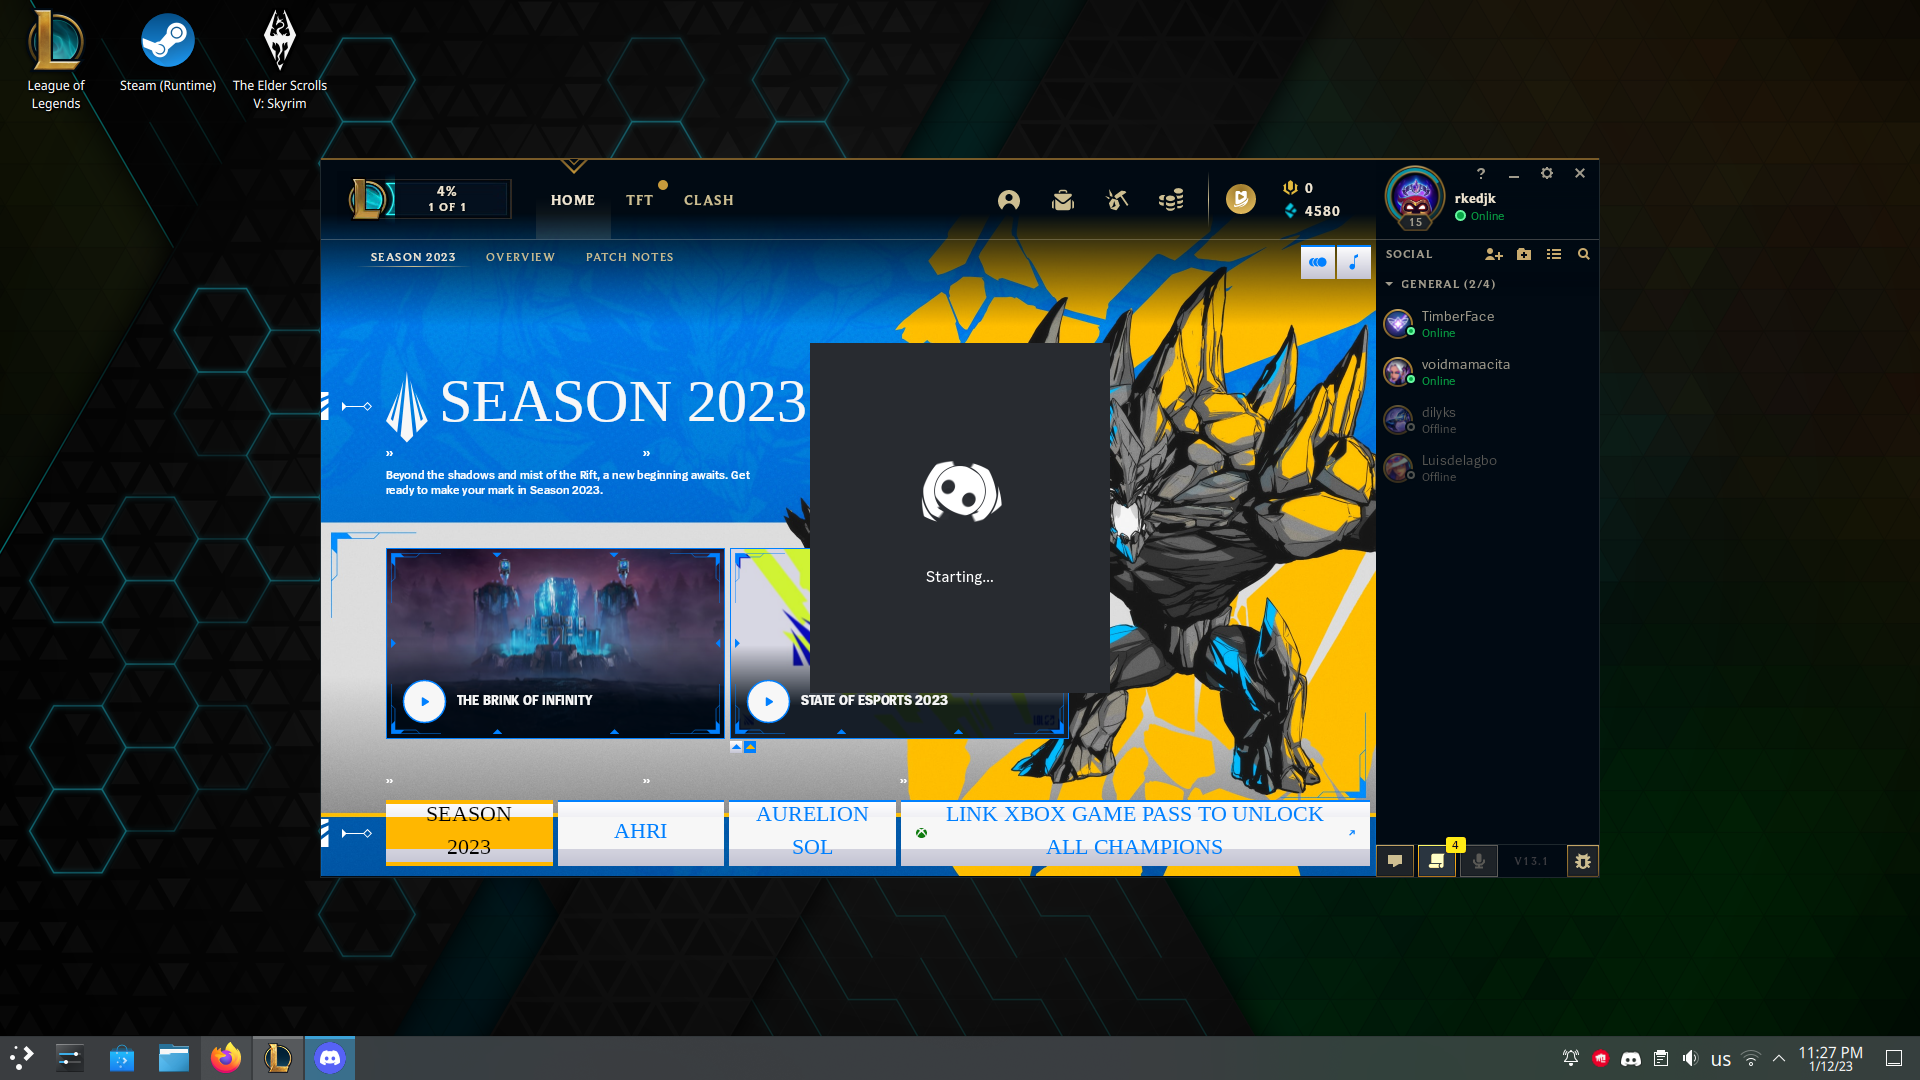 League of
Legends
Steam (Runtime)
The Elder Scrolls
V: Skyrim
4%
1 OF 1
HOME
TFT
CLASH
0
4580
15
?
rkedjk
Online
SEASON 2023
OVERVIEW
PATCH NOTES
SOCIAL
GENERAL (2/4)
TimberFace
Online
voidmamacita
Online
dilyks
Offline
Luisdelagbo
Offline
SEASON 2023
Beyond the shadows and mist of the Rift, a new beginning awaits. Get
ready to make your mark in Season 2023.
Starting...
THE BRINK OF INFINITY
STATE OF ESPORTS 2023
SEASON
2023
AHRI
AURELION
SOL
LINK XBOX GAME PASS TO UNLOCK
ALL CHAMPIONS
4
V13.1
us
11:27 PM
1/12/23